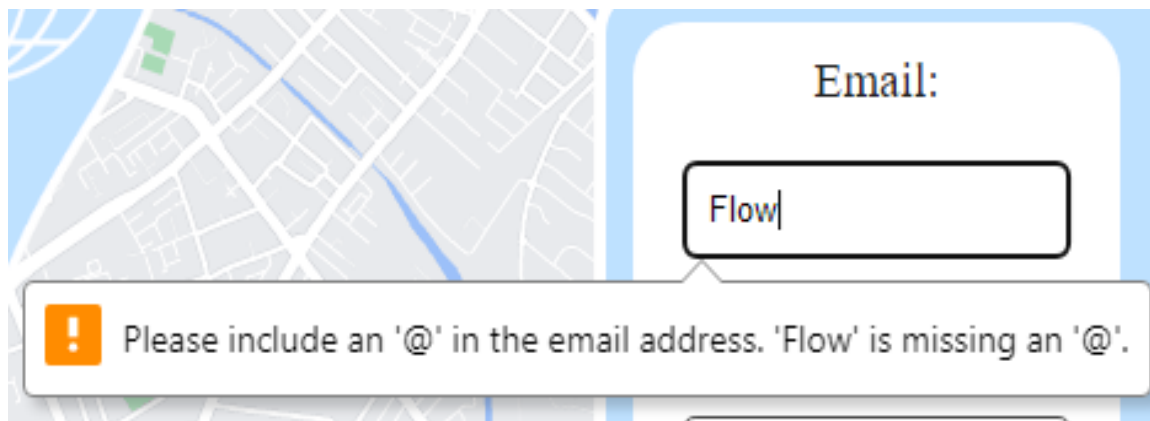 Email:
Flow
Please include an '@' in the email address. 'Flow' is missing an '@'.